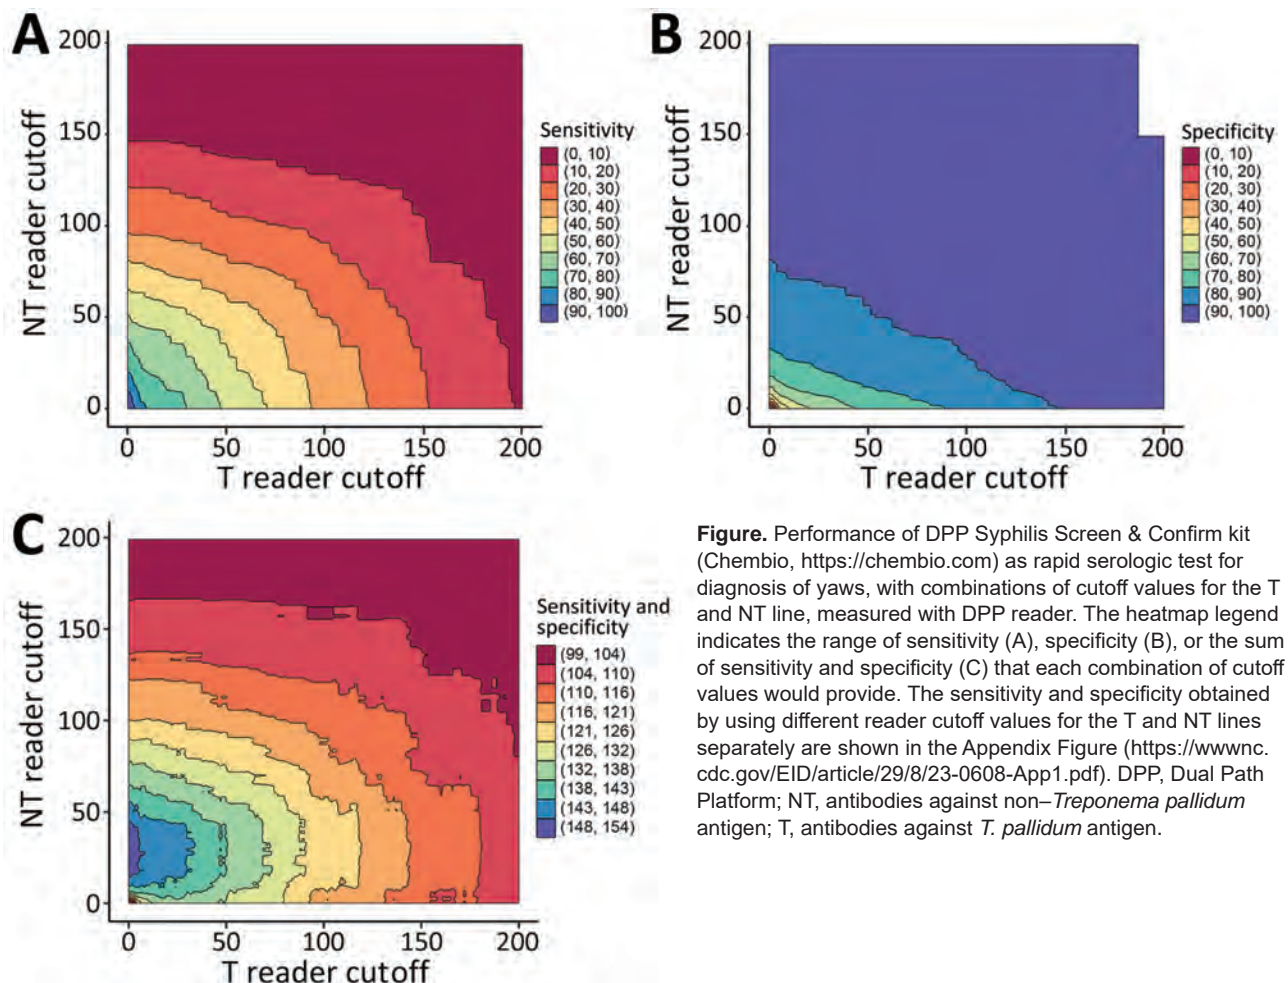 A
NT reader cutoff
200
150
100
50
0
0 50 100 150 200
T reader cutoff
Sensitivity
(0, 10)
(10, 20)
(20, 30)
(30, 40)
(40, 50)
(50, 60)
(60, 70)
(70, 80)
(80, 90)
(90, 100)
B
NT reader cutoff
200
150
100
50
0
0 50 100 150 200
T reader cutoff
Specificity
(0, 10)
(10, 20)
(20, 30)
(30, 40)
(40, 50)
(50, 60)
(60, 70)
(70, 80)
(80, 90)
(90, 100)
C
NT reader cutoff
200
150
100
50
0
0 50 100 150 200
T reader cutoff
Sensitivity and
specificity
(99, 104)
(104, 110)
(110, 116)
(116, 121)
(121, 126)
(126, 132)
(132, 138)
(138, 143)
(143, 148)
(148, 154)
Figure. Performance of DPP Syphilis Screen & Confirm kit
(Chembio, https://chembio.com) as rapid serologic test for
diagnosis of yaws, with combinations of cutoff values for the T
and NT line, measured with DPP reader. The heatmap legend
indicates the range of sensitivity (A), specificity (B), or the sum
of sensitivity and specificity (C) that each combination of cutoff
values would provide. The sensitivity and specificity obtained
by using different reader cutoff values for the T and NT lines
separately are shown in the Appendix Figure (https://wwwnc.
cdc.gov/EID/article/29/8/23-0608-App1.pdf). DPP, Dual Path
Platform; NT, antibodies against non–Treponema pallidum
antigen; T, antibodies against T. pallidum antigen.